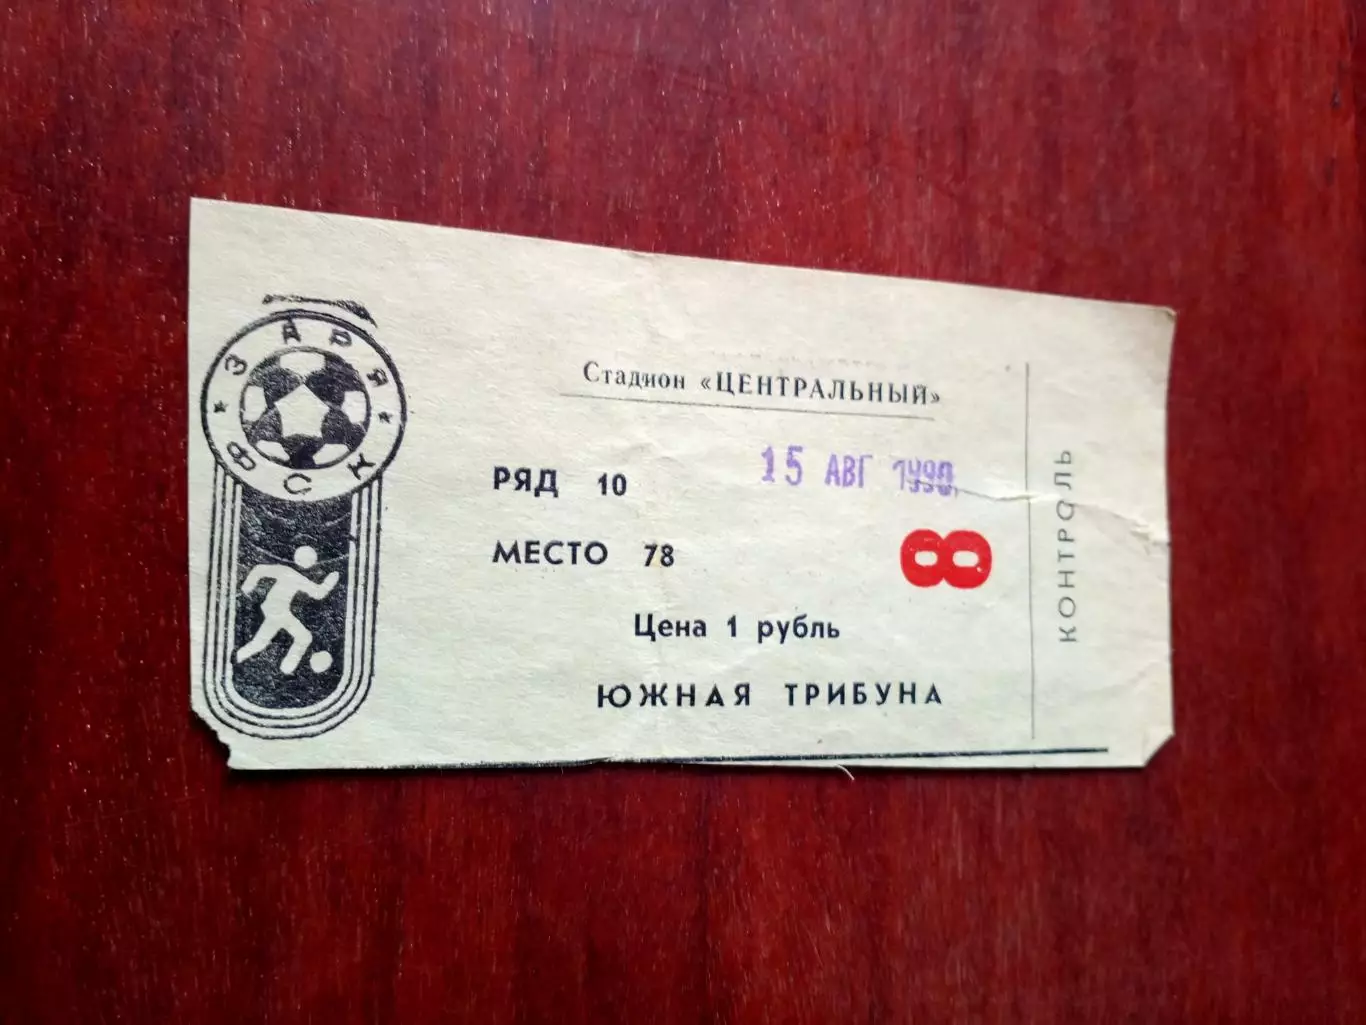 ЗАРЯ
ФСК
Стадион «ЦЕНТРАЛЬНЫЙ»
15 АВГ 1990
РЯД 10
МЕСТО 78
8
Цена 1 рубль
ЮЖНАЯ ТРИБУНА
КОНТРОЛЬ